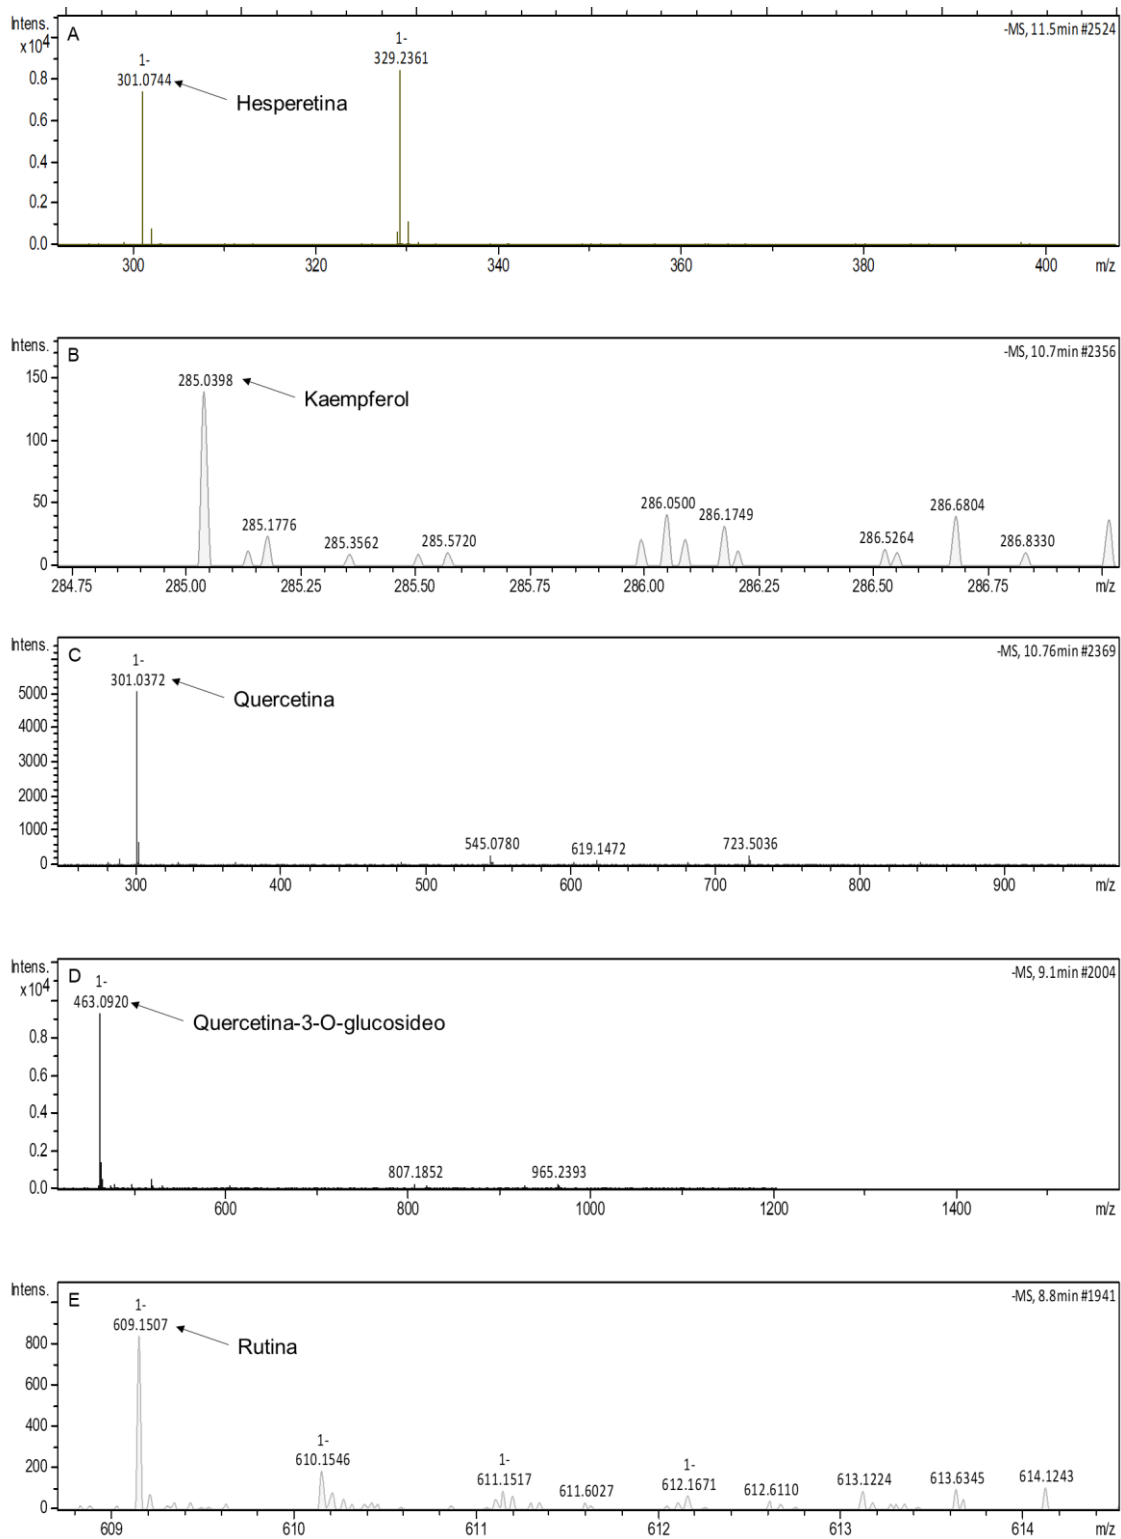 Intens.
x10⁴
A
-MS, 11.5min #2524
1-
301.0744
1-
329.2361
Hesperetina
0.8
0.6
0.4
0.2
0.0
300 320 340 360 380 400 m/z
Intens.
B
-MS, 10.7min #2356
285.0398
Kaempferol
150
100
50
0
285.1776
285.3562
285.5720
286.0500
286.1749
286.5264
286.6804
286.8330
284.75 285.00 285.25 285.50 285.75 286.00 286.25 286.50 286.75 m/z
Intens.
C
-MS, 10.76min #2369
1-
301.0372
Quercetina
5000
4000
3000
2000
1000
0
545.0780
619.1472
723.5036
300 400 500 600 700 800 900 m/z
Intens.
x10⁴
D
-MS, 9.1min #2004
1-
463.0920
Quercetina-3-O-glucosideo
0.8
0.6
0.4
0.2
0.0
807.1852
965.2393
600 800 1000 1200 1400 m/z
Intens.
E
-MS, 8.8min #1941
1-
609.1507
Rutina
800
600
400
200
0
1-
610.1546
1-
611.1517
611.6027
1-
612.1671
612.6110
613.1224
613.6345
614.1243
609 610 611 612 613 614 m/z